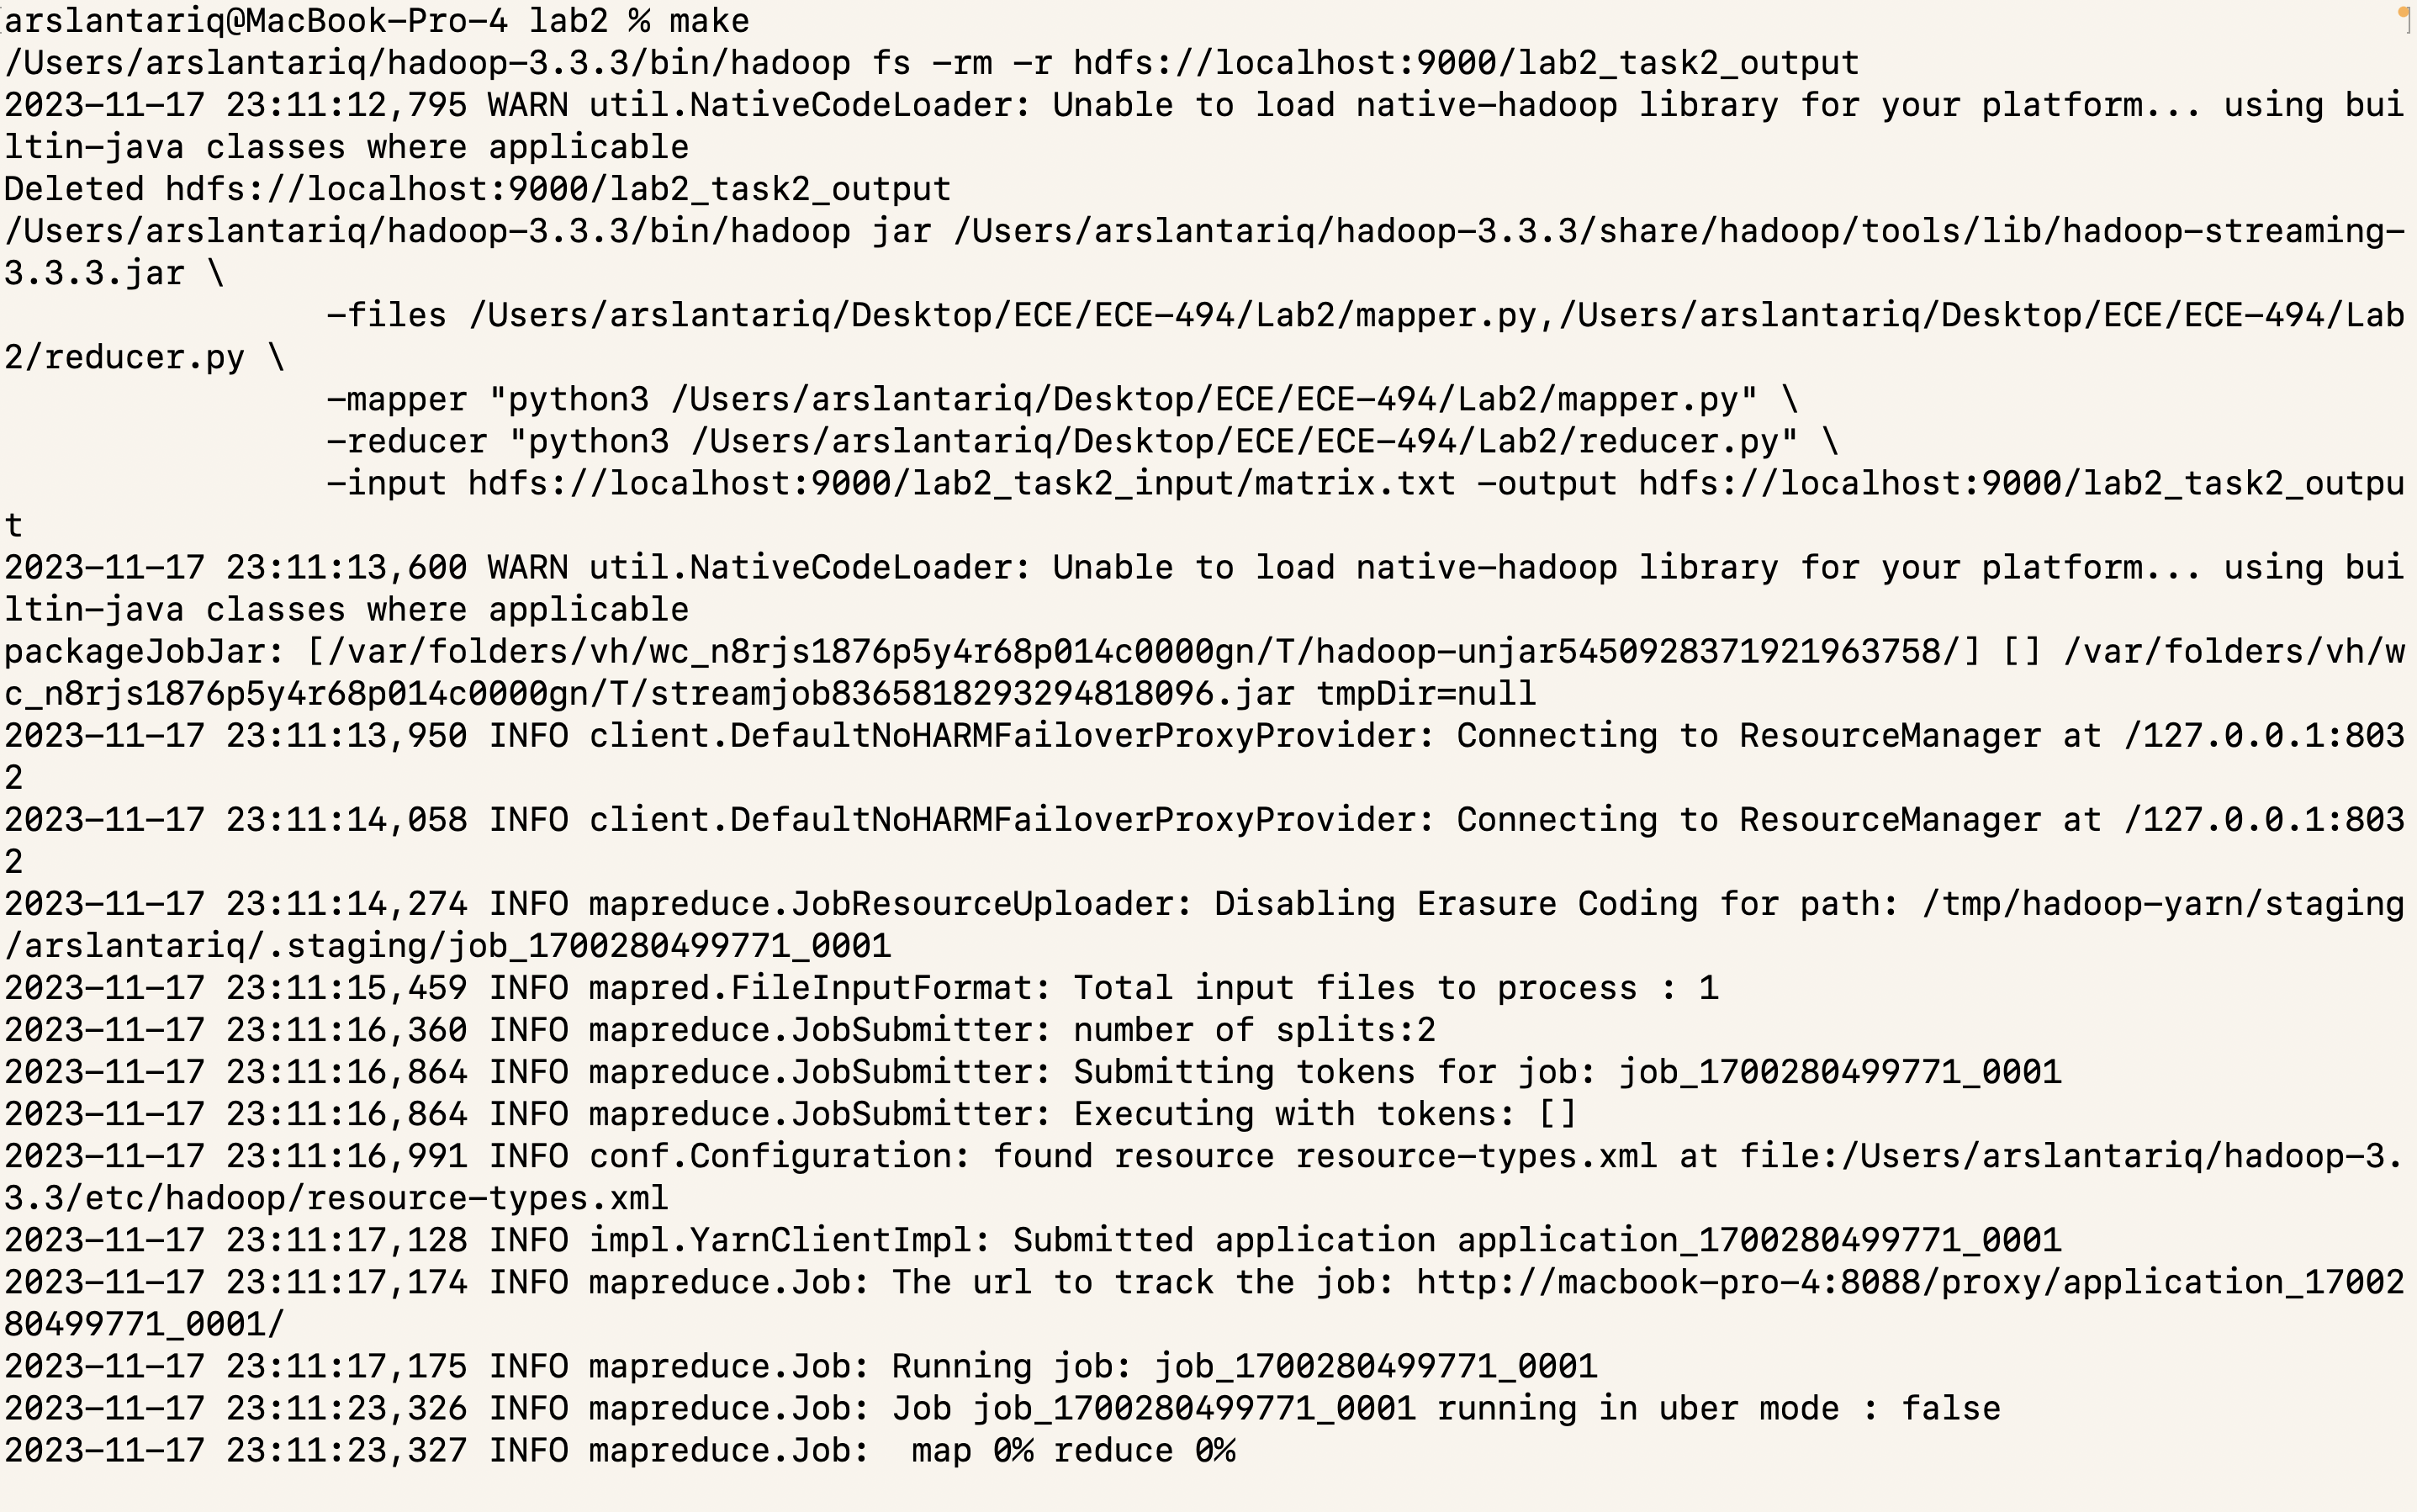 arslantariq@MacBook-Pro-4 lab2 % make
/Users/arslantariq/hadoop-3.3.3/bin/hadoop fs -rm -r hdfs://localhost:9000/lab2_task2_output
2023-11-17 23:11:12,795 WARN util.NativeCodeLoader: Unable to load native-hadoop library for your platform... using bui
ltin-java classes where applicable
Deleted hdfs://localhost:9000/lab2_task2_output
/Users/arslantariq/hadoop-3.3.3/bin/hadoop jar /Users/arslantariq/hadoop-3.3.3/share/hadoop/tools/lib/hadoop-streaming-
3.3.3.jar \
                -files /Users/arslantariq/Desktop/ECE/ECE-494/Lab2/mapper.py,/Users/arslantariq/Desktop/ECE/ECE-494/Lab
2/reducer.py \
                -mapper "python3 /Users/arslantariq/Desktop/ECE/ECE-494/Lab2/mapper.py" \
                -reducer "python3 /Users/arslantariq/Desktop/ECE/ECE-494/Lab2/reducer.py" \
                -input hdfs://localhost:9000/lab2_task2_input/matrix.txt -output hdfs://localhost:9000/lab2_task2_outpu
t
2023-11-17 23:11:13,600 WARN util.NativeCodeLoader: Unable to load native-hadoop library for your platform... using bui
ltin-java classes where applicable
packageJobJar: [/var/folders/vh/wc_n8rjs1876p5y4r68p014c0000gn/T/hadoop-unjar5450928371921963758/] [] /var/folders/vh/w
c_n8rjs1876p5y4r68p014c0000gn/T/streamjob8365818293294818096.jar tmpDir=null
2023-11-17 23:11:13,950 INFO client.DefaultNoHARMFailoverProxyProvider: Connecting to ResourceManager at /127.0.0.1:803
2
2023-11-17 23:11:14,058 INFO client.DefaultNoHARMFailoverProxyProvider: Connecting to ResourceManager at /127.0.0.1:803
2
2023-11-17 23:11:14,274 INFO mapreduce.JobResourceUploader: Disabling Erasure Coding for path: /tmp/hadoop-yarn/staging
/arslantariq/.staging/job_1700280499771_0001
2023-11-17 23:11:15,459 INFO mapred.FileInputFormat: Total input files to process : 1
2023-11-17 23:11:16,360 INFO mapreduce.JobSubmitter: number of splits:2
2023-11-17 23:11:16,864 INFO mapreduce.JobSubmitter: Submitting tokens for job: job_1700280499771_0001
2023-11-17 23:11:16,864 INFO mapreduce.JobSubmitter: Executing with tokens: []
2023-11-17 23:11:16,991 INFO conf.Configuration: found resource resource-types.xml at file:/Users/arslantariq/hadoop-3.
3.3/etc/hadoop/resource-types.xml
2023-11-17 23:11:17,128 INFO impl.YarnClientImpl: Submitted application application_1700280499771_0001
2023-11-17 23:11:17,174 INFO mapreduce.Job: The url to track the job: http://macbook-pro-4:8088/proxy/application_17002
80499771_0001/
2023-11-17 23:11:17,175 INFO mapreduce.Job: Running job: job_1700280499771_0001
2023-11-17 23:11:23,326 INFO mapreduce.Job: Job job_1700280499771_0001 running in uber mode : false
2023-11-17 23:11:23,327 INFO mapreduce.Job:  map 0% reduce 0%